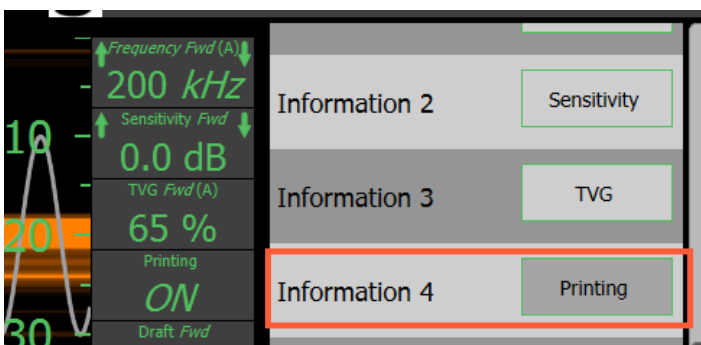 Frequency Fwd (A)
200 kHz
Sensitivity Fwd
0.0 dB
TVG Fwd (A)
65 %
Printing
ON
Draft Fwd
10
20
30
Information 2
Sensitivity
Information 3
TVG
Information 4
Printing